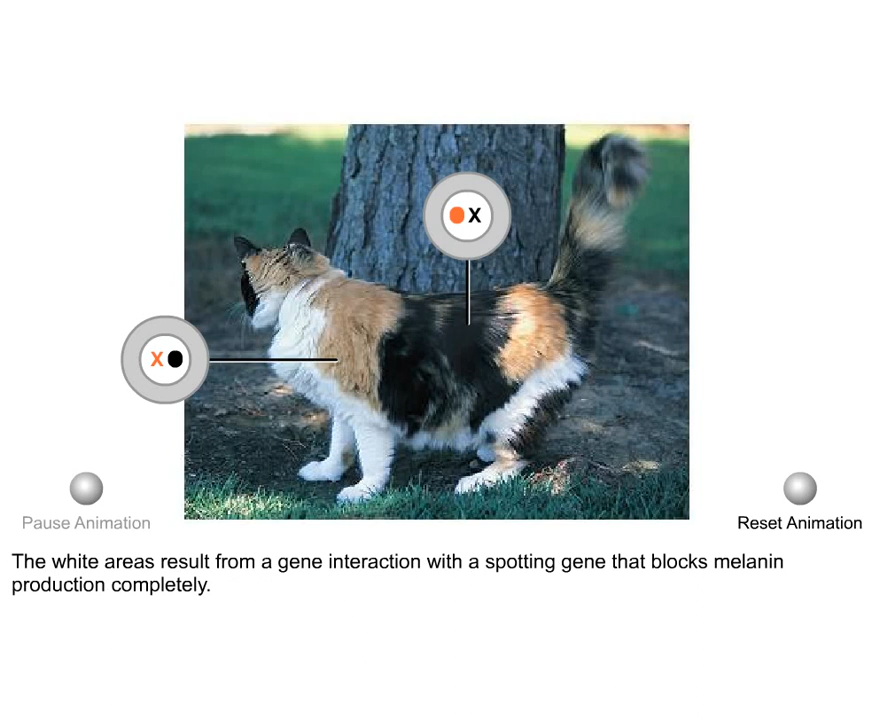 X
X
Pause Animation
Reset Animation
The white areas result from a gene interaction with a spotting gene that blocks melanin
production completely.